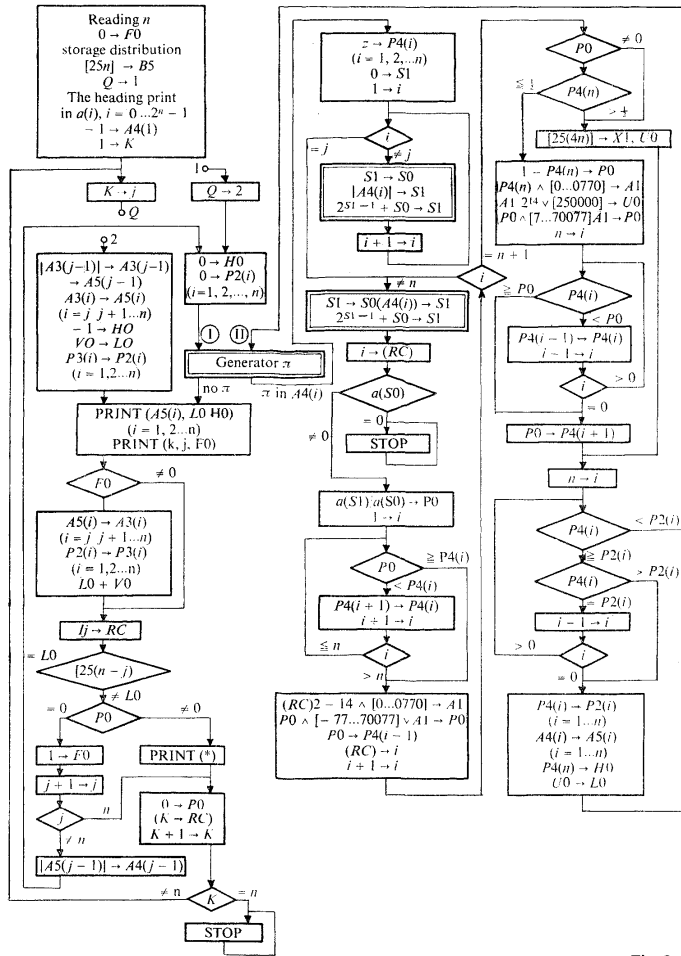 Reading n
0 → F0
storage distribution
[25n] → B5
Q → 1
The heading print
in a(i), i = 0 ...2ⁿ − 1
− 1 → A4(1)
1 → K
K → j
Q
1
Q → 2
2
|A3(j−1)| → A3(j−1)
→ A5(j − 1)
A3(i) → A5(i)
(i = j j + 1...n)
− 1 → HO
VO → LO
P3(i) → P2(i)
(i = 1,2...n)
0 → H0
0 → P2(i)
(i=1, 2,..., n)
I
II
Generator π
no π
π in A4(i)
PRINT (A5(i), L0 H0)
(i = 1, 2...n)
PRINT (k, j, F0)
≠ 0
F0
A5(i) → A3(i)
(i = j j + 1...n)
P2(i) → P3(i)
(i = 1,2...n)
L0 + V0
Ij → RC
= L0
[25(n − j)
≠ L0
= 0
P0
≠ 0
1 → F0
PRINT (*)
j + 1 → j
j
n
≠ n
0 → P0
(K → RC)
K + 1 → K
|A5(j − 1)| → A4(j − 1)
≠ n
K
= n
STOP
z → P4(i)
(i = 1, 2,...n)
0 → S1
1 → i
i
= j
≠ j
S1 → S0
|A4(i)| → S1
2^{S1 − 1} + S0 → S1
i + 1 → i
≠ n
S1 → S0(A4(i)) → S1
2^{S1 − 1} + S0 → S1
i → (RC)
a(S0)
≠ 0
= 0
STOP
a(S1) a(S0) → P0
1 → i
P0
≧ P4(i)
< P4(i)
P4(i + 1) → P4(i)
i + 1 → i
≦ n
i
> n
(RC)2 − 14 ∧ [0...0770] → A1
P0 ∧ [− 77...70077] ∨ A1 → P0
P0 → P4(i − 1)
(RC) → i
i + 1 → i
= n + 1
i
P0
≠ 0
P4(n)
[25(4n)] → X1, U0
1 − P4(n) → P0
P4(n) ∧ [0...0770] → A1
A1 2¹⁴ ∨ [250000] → U0
P0 ∧ [7...70077] A1 → P0
n → i
≧ P0
P4(i)
< P0
P4(i − 1) → P4(i)
i − 1 → i
i
> 0
= 0
P0 → P4(i + 1)
n → i
P4(i)
< P2(i)
≧ P2(i)
P4(i)
> P2(i)
= P2(i)
i − 1 → i
> 0
i
= 0
P4(i) → P2(i)
(i = 1...n)
A4(i) → A5(i)
(i = 1...n)
P4(n) → H0
U0 → L0